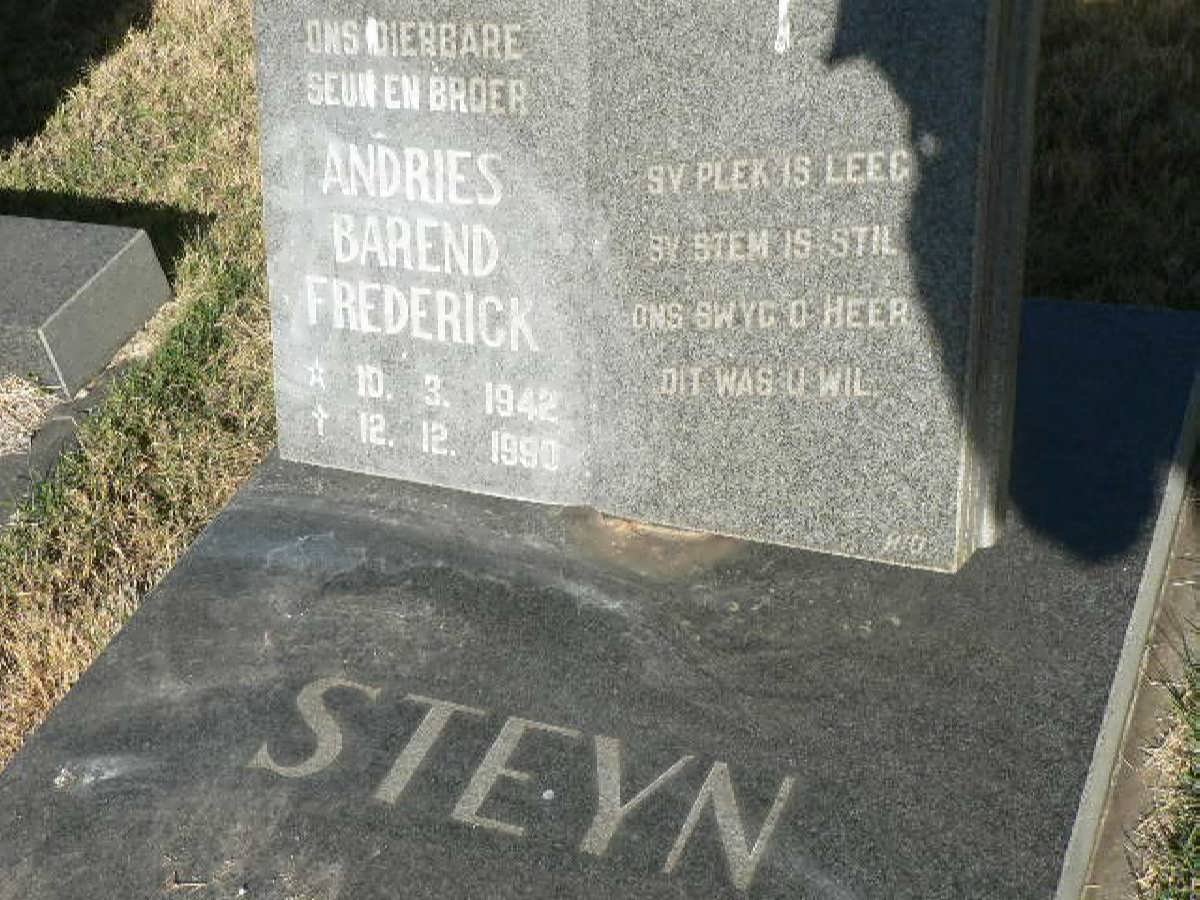 ONS DIERBARE
SEUN EN BROER
ANDRIES
BAREND
FREDERICK
☆ 10. 3. 1942
† 12. 12. 1990
SY PLEK IS LEEG
SY STEM IS STIL
ONS SWYG O HEER
DIT WAS U WIL.
STEYN